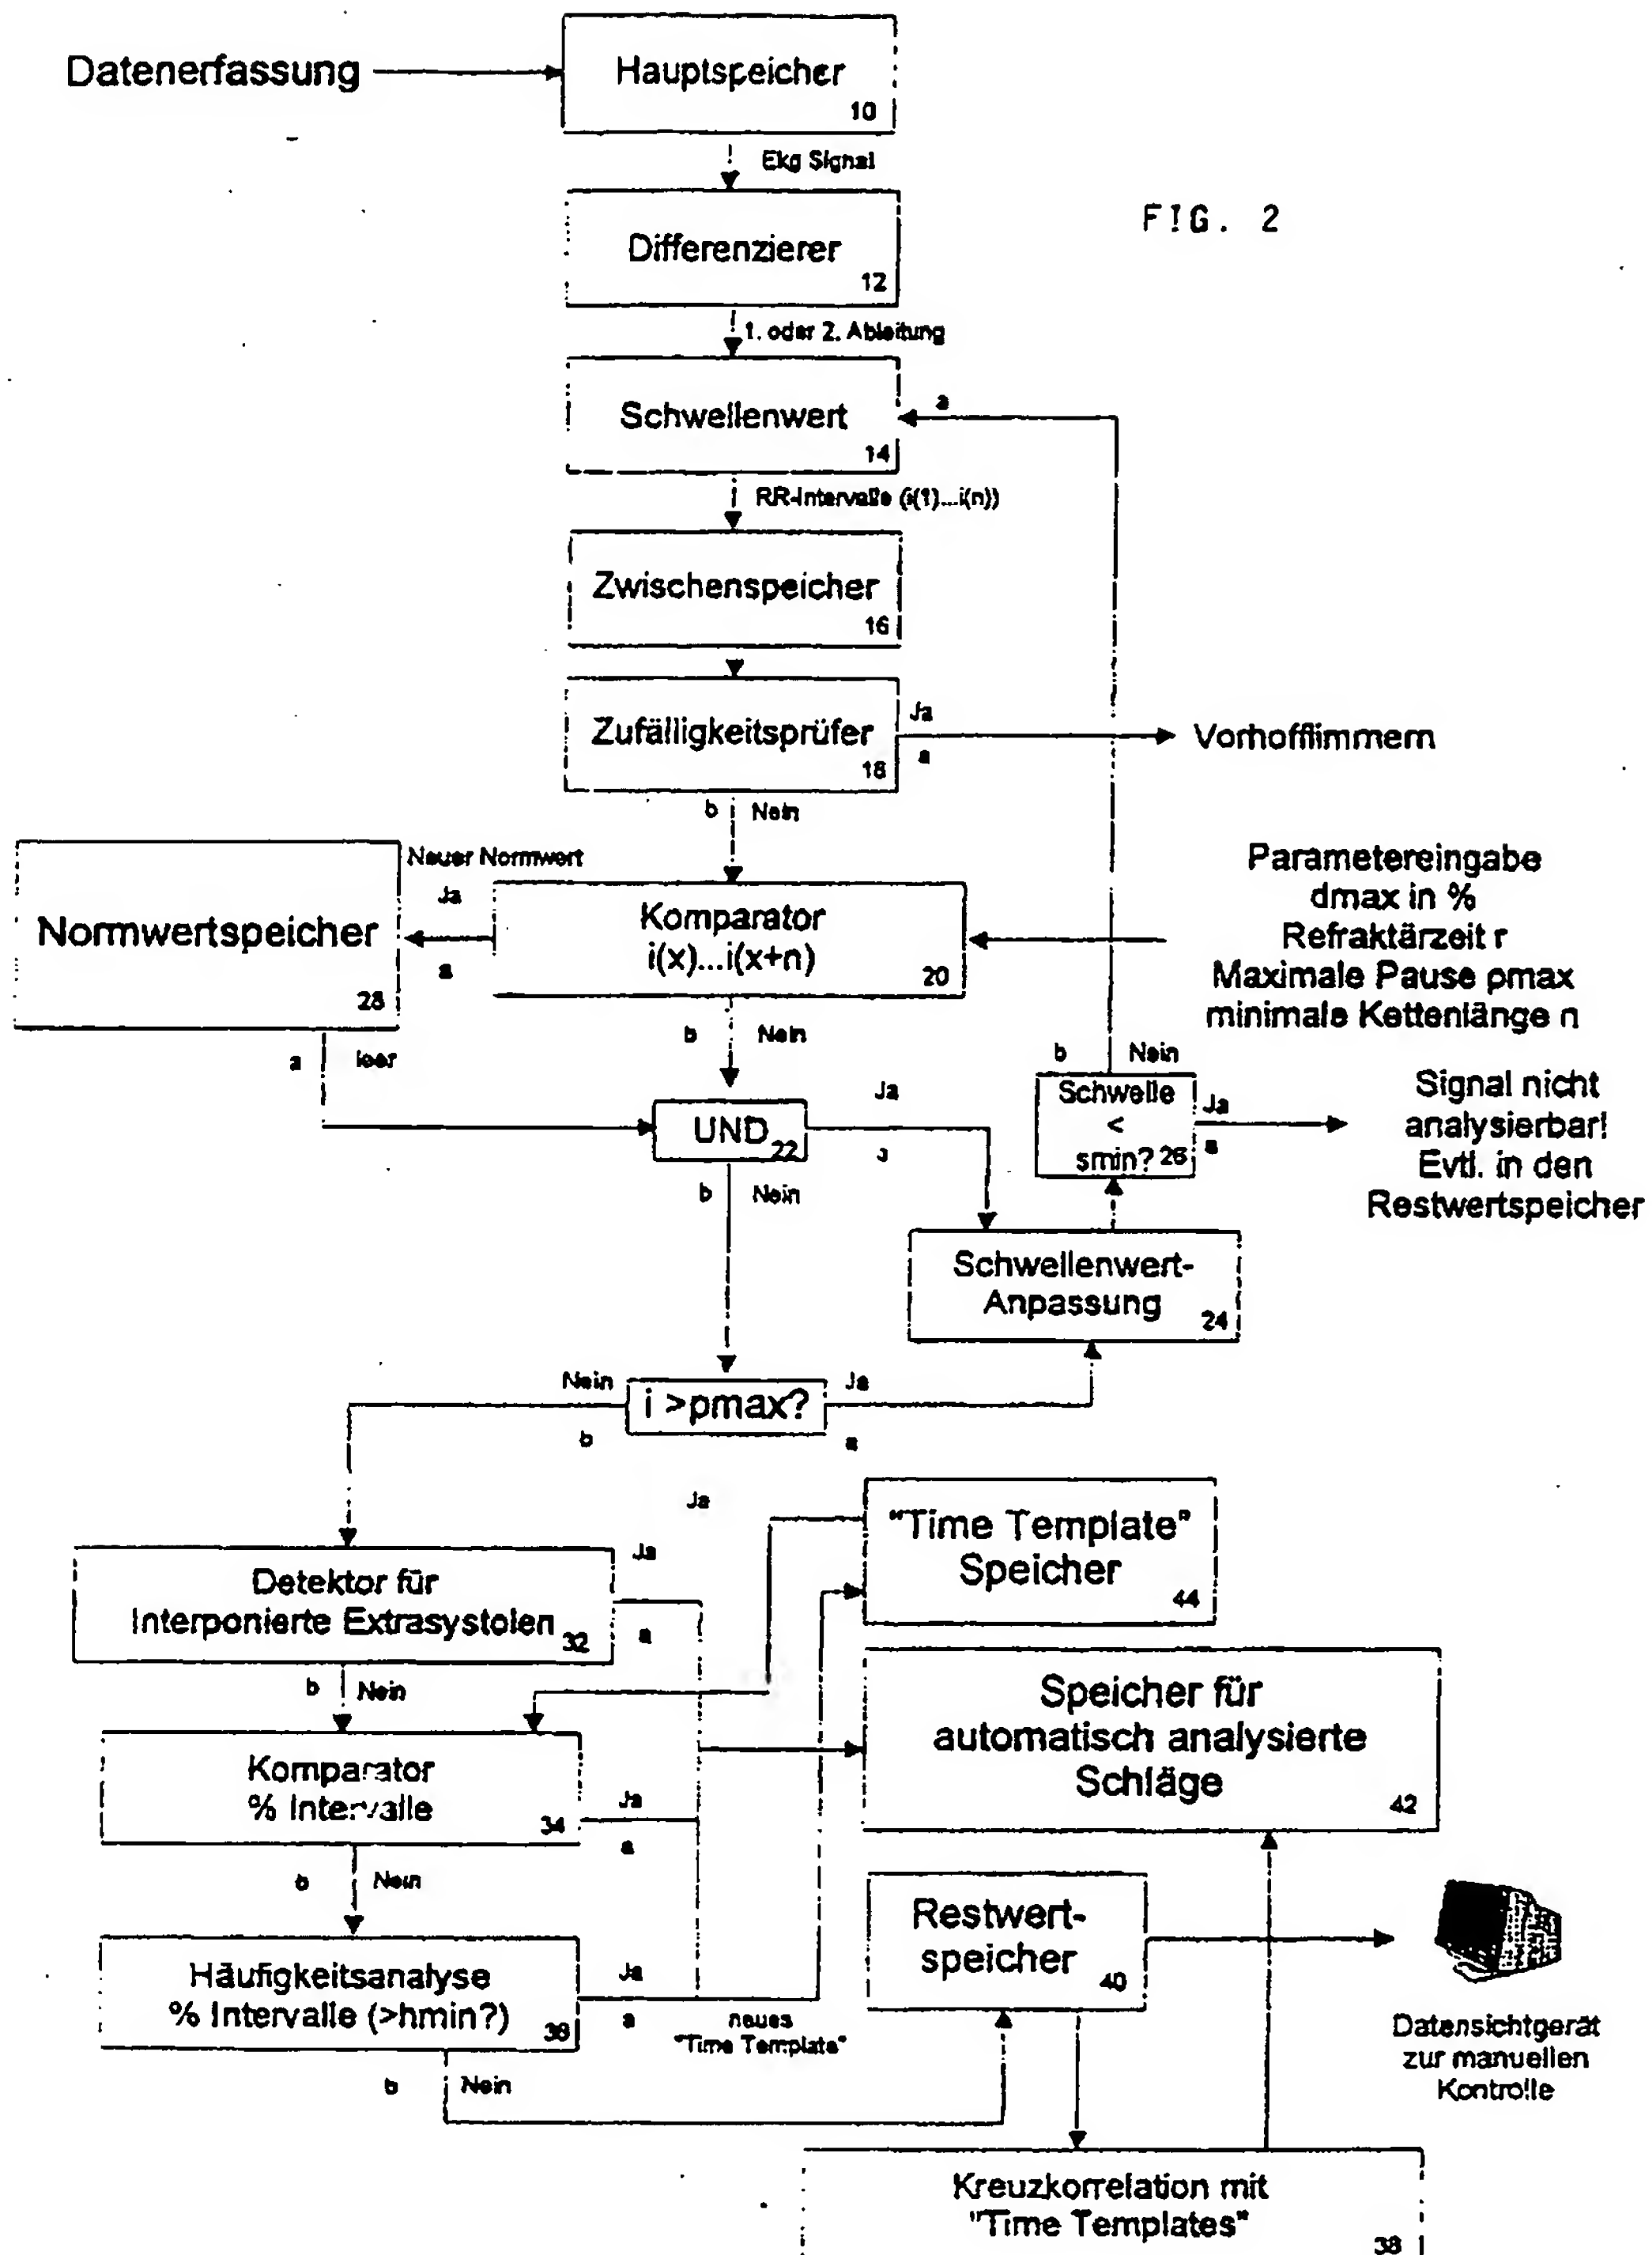 Datenerfassung
Hauptspeicher
10
Ekg Signal
FIG. 2
Differenzierer
12
1. oder 2. Ableitung
Schwellenwert
14
a
RR-Intervalle (i(1)...i(n))
Zwischenspeicher
16
Zufälligkeitsprüfer
18
Ja
a
Vorhofflimmern
b
Nein
Normwertspeicher
28
Neuer Normwert
Ja
a
Komparator
i(x)...i(x+n)
20
Parametereingabe
dmax in %
Refraktärzeit r
Maximale Pause pmax
minimale Kettenlänge n
a
leer
b
Nein
UND
22
Ja
b
Nein
b
Nein
Schwelle
<
smin? 26
Ja
a
Signal nicht
analysierbar!
Evtl. in den
Restwertspeicher
Schwellenwert-
Anpassung
24
Nein
b
i >pmax?
Ja
a
Ja
Detektor für
Interponierte Extrasystolen
32
Ja
a
"Time Template"
Speicher
44
b
Nein
Speicher für
automatisch analysierte
Schläge
42
Komparator
% Intervalle
34
Ja
a
b
Nein
Häufigkeitsanalyse
% Intervalle (>hmin?)
36
Ja
a
neues
"Time Template"
Restwert-
speicher
40
Datensichtgerät
zur manuellen
Kontrolle
b
Nein
Kreuzkorrelation mit
"Time Templates"
38